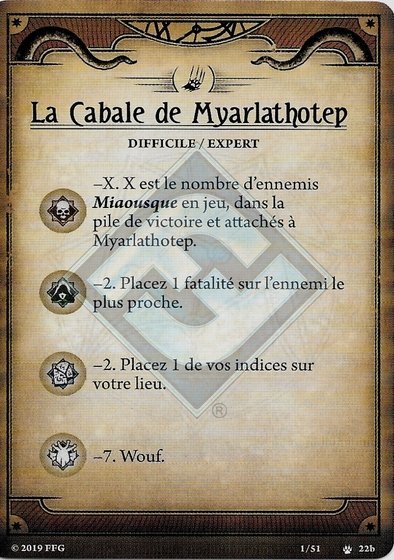 La Cabale de Myarlathotep
DIFFICILE / EXPERT
–X. X est le nombre d'ennemis
Miaousque en jeu, dans la
pile de victoire et attachés à
Myarlathotep.
–2. Placez 1 fatalité sur l'ennemi le
plus proche.
–2. Placez 1 de vos indices sur
votre lieu.
–7. Wouf.
®
© 2019 FFG 1/51 22b